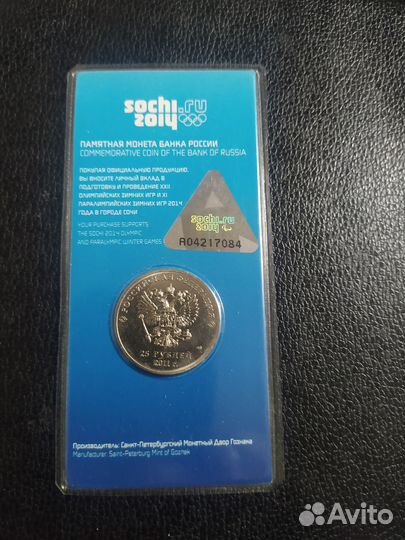 sochi.ru
2014
ПАМЯТНАЯ МОНЕТА БАНКА РОССИИ
COMMEMORATIVE COIN OF THE BANK OF RUSSIA
ПОКУПАЯ ОФИЦИАЛЬНУЮ ПРОДУКЦИЮ,
ВЫ ВНОСИТЕ ЛИЧНЫЙ ВКЛАД В
ПОДГОТОВКУ И ПРОВЕДЕНИЕ XXII
ОЛИМПИЙСКИХ ЗИМНИХ ИГР И XI
ПАРАЛИМПИЙСКИХ ЗИМНИХ ИГР 2014
ГОДА В ГОРОДЕ СОЧИ
YOUR PURCHASE SUPPORTS
THE SOCHI 2014 OLYMPIC
AND PARALYMPIC WINTER GAMES
sochi.ru
2014
A04217084
РОССИЙСКАЯ ФЕДЕРАЦИЯ
25 РУБЛЕЙ
2011 г.
Производитель: Санкт-Петербургский Монетный Двор Гознака
Manufacturer: Saint-Petersburg Mint of Goznak
Avito